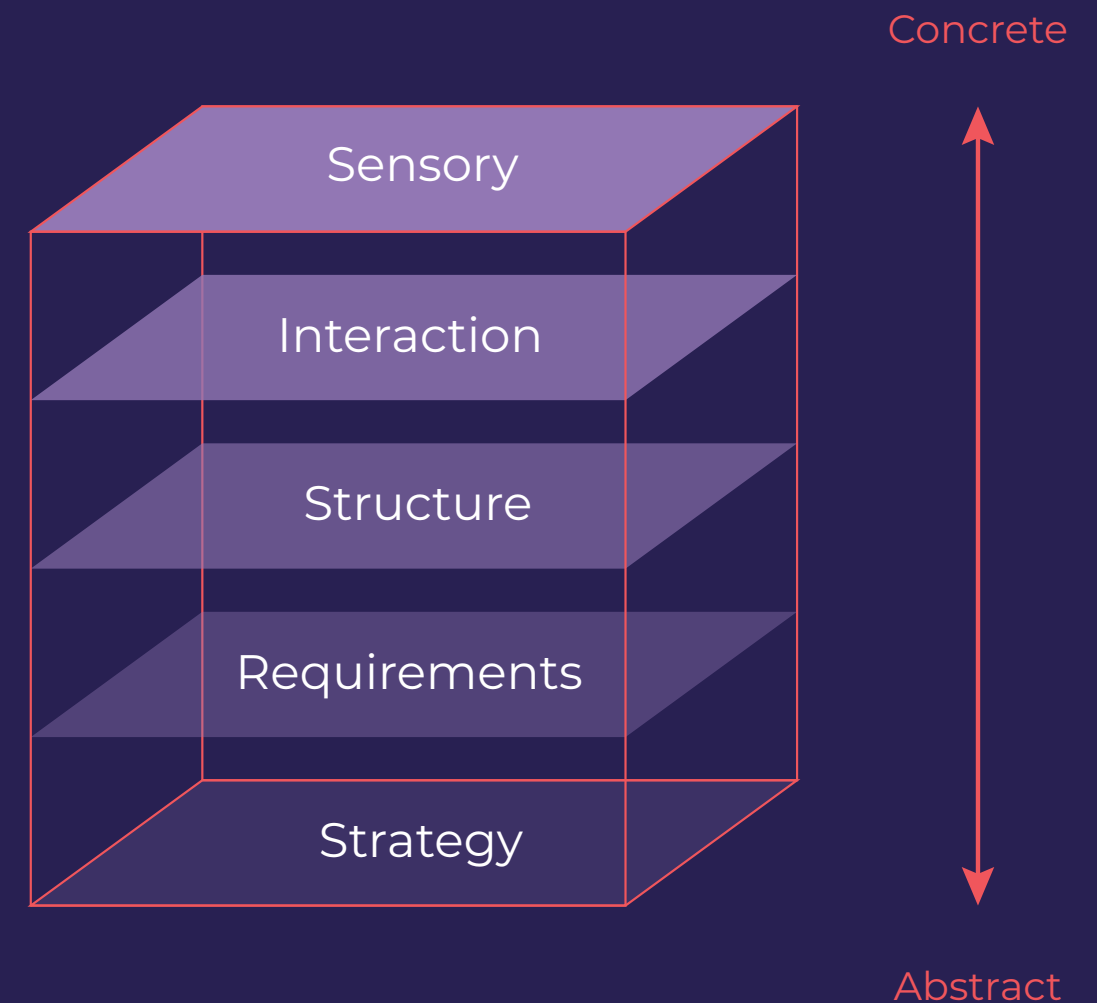 Concrete
Sensory
Interaction
Structure
Requirements
Strategy
Abstract